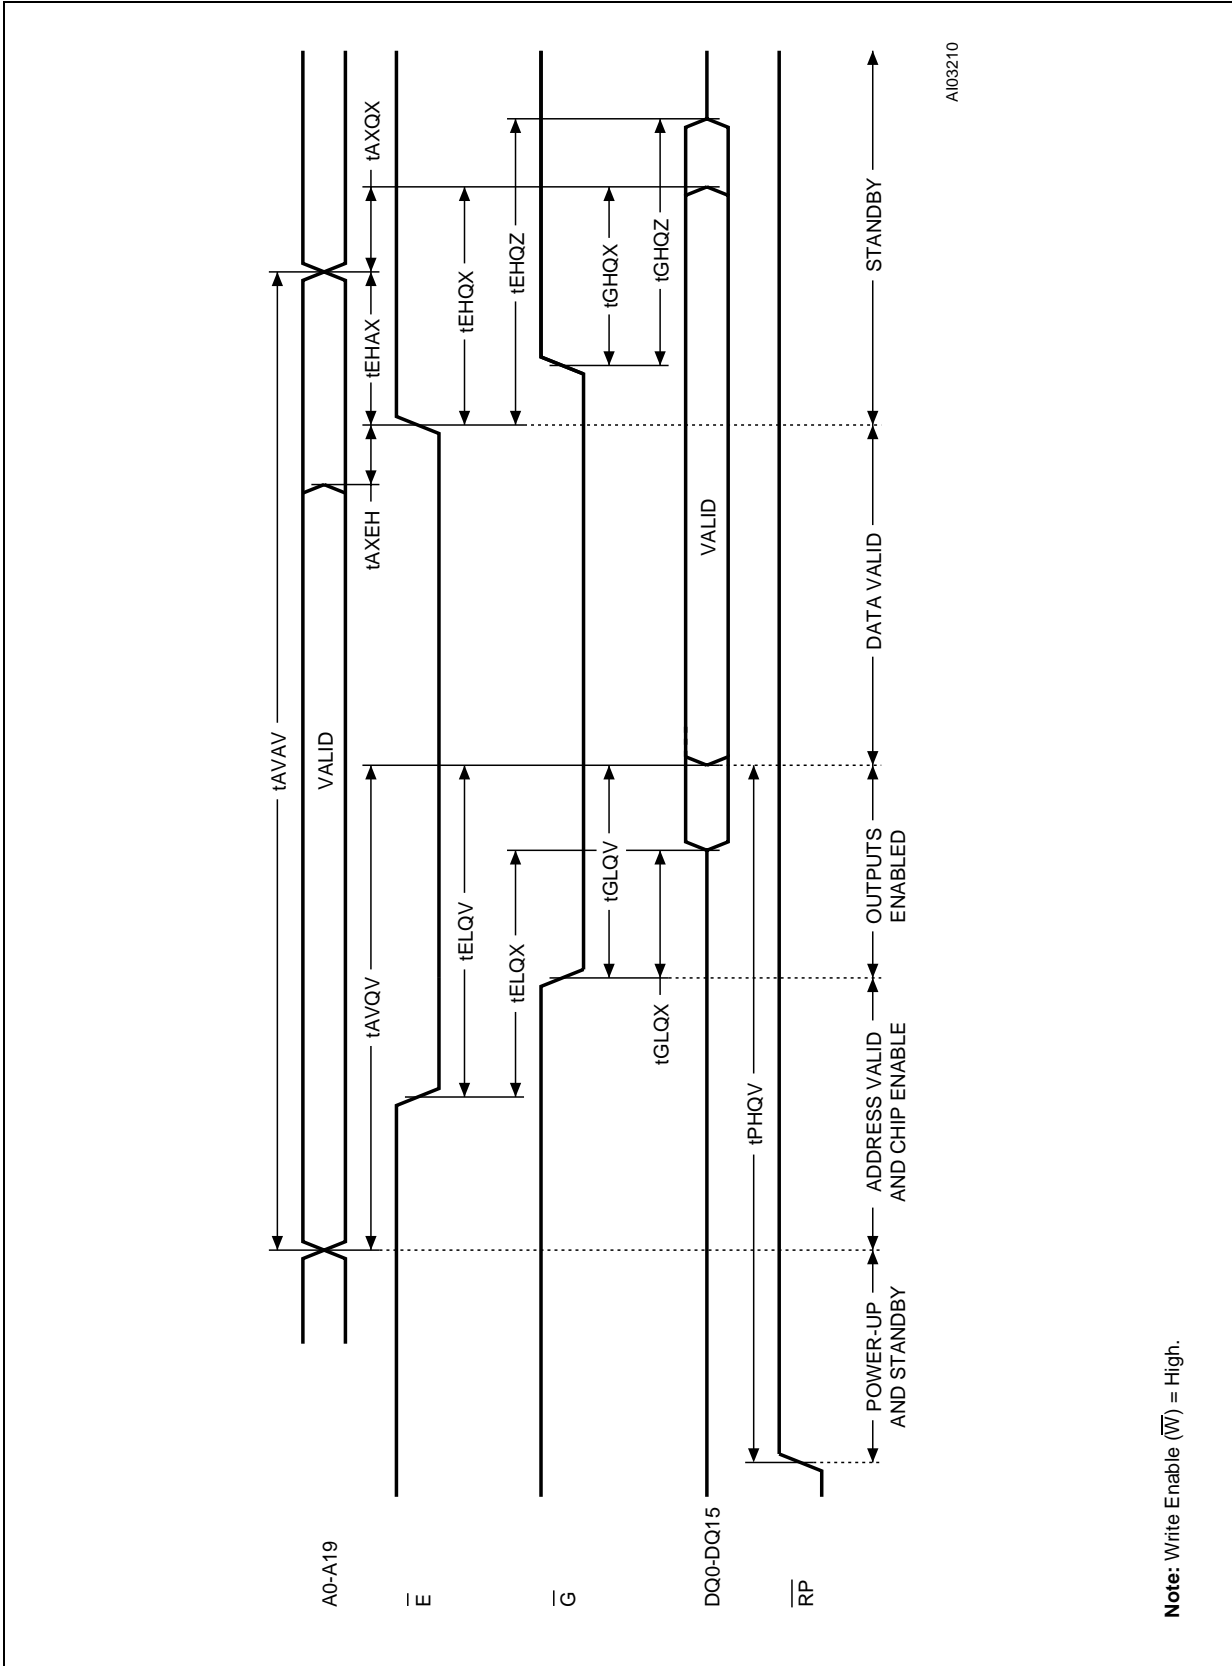 A0-A19
tAVAV
VALID
tAVQV
tAXEH
tEHAX
tAXQX
E
tELQV
tEHQX
tELQX
tEHQZ
G
tGLQV
tGHQX
tGLQX
tGHQZ
DQ0-DQ15
VALID
tPHQV
RP
POWER-UP
AND STANDBY
ADDRESS VALID
AND CHIP ENABLE
OUTPUTS
ENABLED
DATA VALID
STANDBY
AI03210
Note: Write Enable (W) = High.